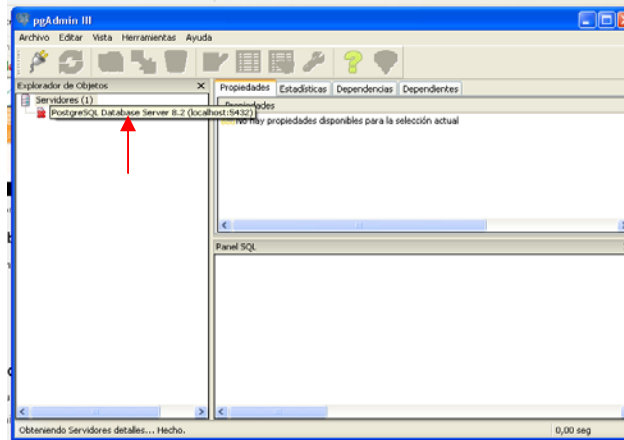 pgAdmin III
Archivo Editar Vista Herramientas Ayuda
Explorador de Objetos
Servidores (1)
PostgreSQL Database Server 8.2 (localhost:5432)
Propiedades Estadísticas Dependencias Dependientes
Propiedades
No hay propiedades disponibles para la selección actual
Panel SQL
Obteniendo Servidores detalles... Hecho.
0,00 seg